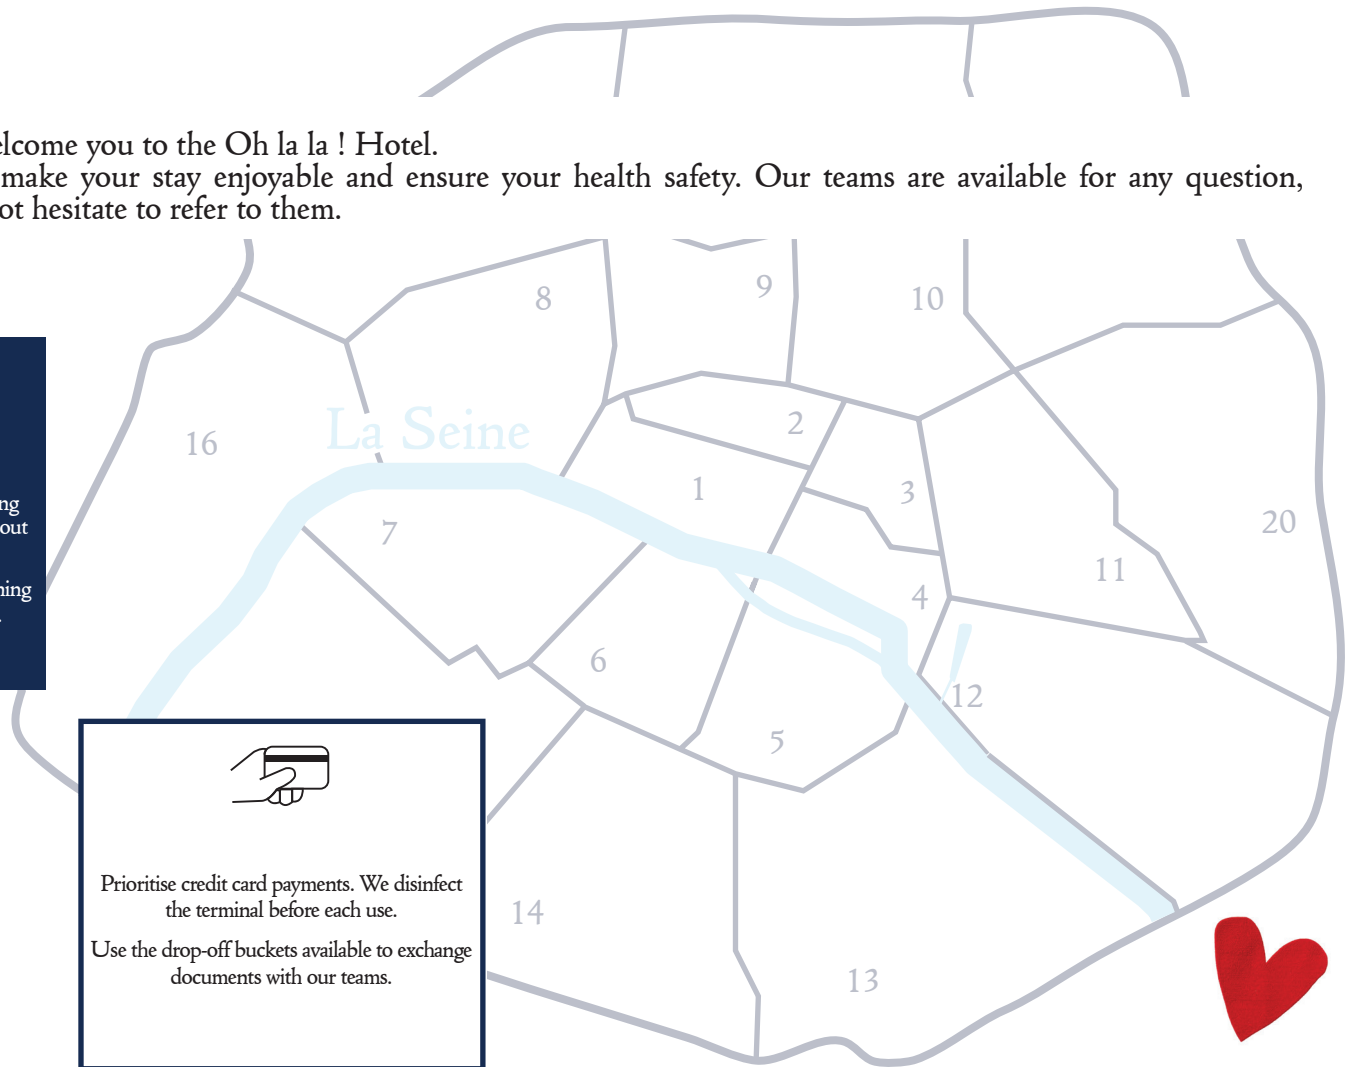 welcome you to the Oh la la ! Hotel.
make your stay enjoyable and ensure your health safety. Our teams are available for any question,
not hesitate to refer to them.
8
9
10
La Seine
2
16
1
3
7
20
out
11
4
6
12
5
Prioritise credit card payments. We disinfect
the terminal before each use.
Use the drop-off buckets available to exchange
documents with our teams.
14
13